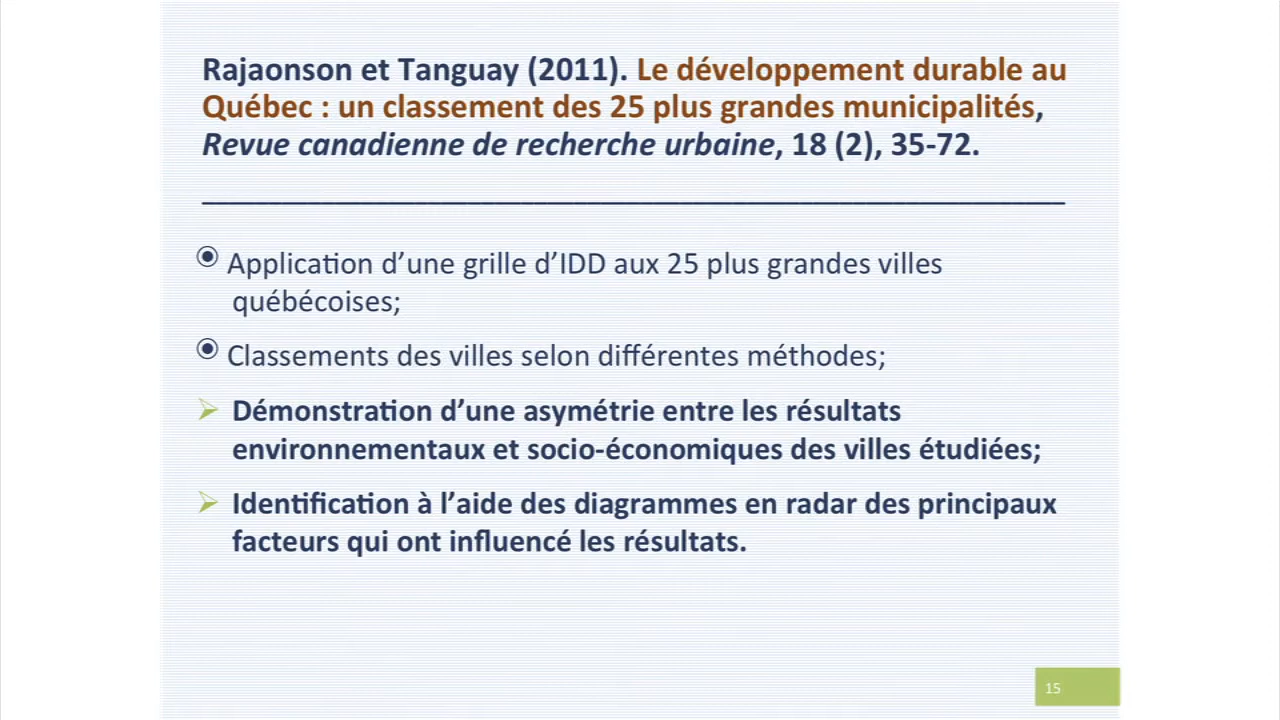 Rajaonson et Tanguay (2011). Le développement durable au
Québec : un classement des 25 plus grandes municipalités,
Revue canadienne de recherche urbaine, 18 (2), 35-72.
Application d’une grille d’IDD aux 25 plus grandes villes
québécoises;
Classements des villes selon différentes méthodes;
Démonstration d’une asymétrie entre les résultats
environnementaux et socio-économiques des villes étudiées;
Identification à l’aide des diagrammes en radar des principaux
facteurs qui ont influencé les résultats.
15